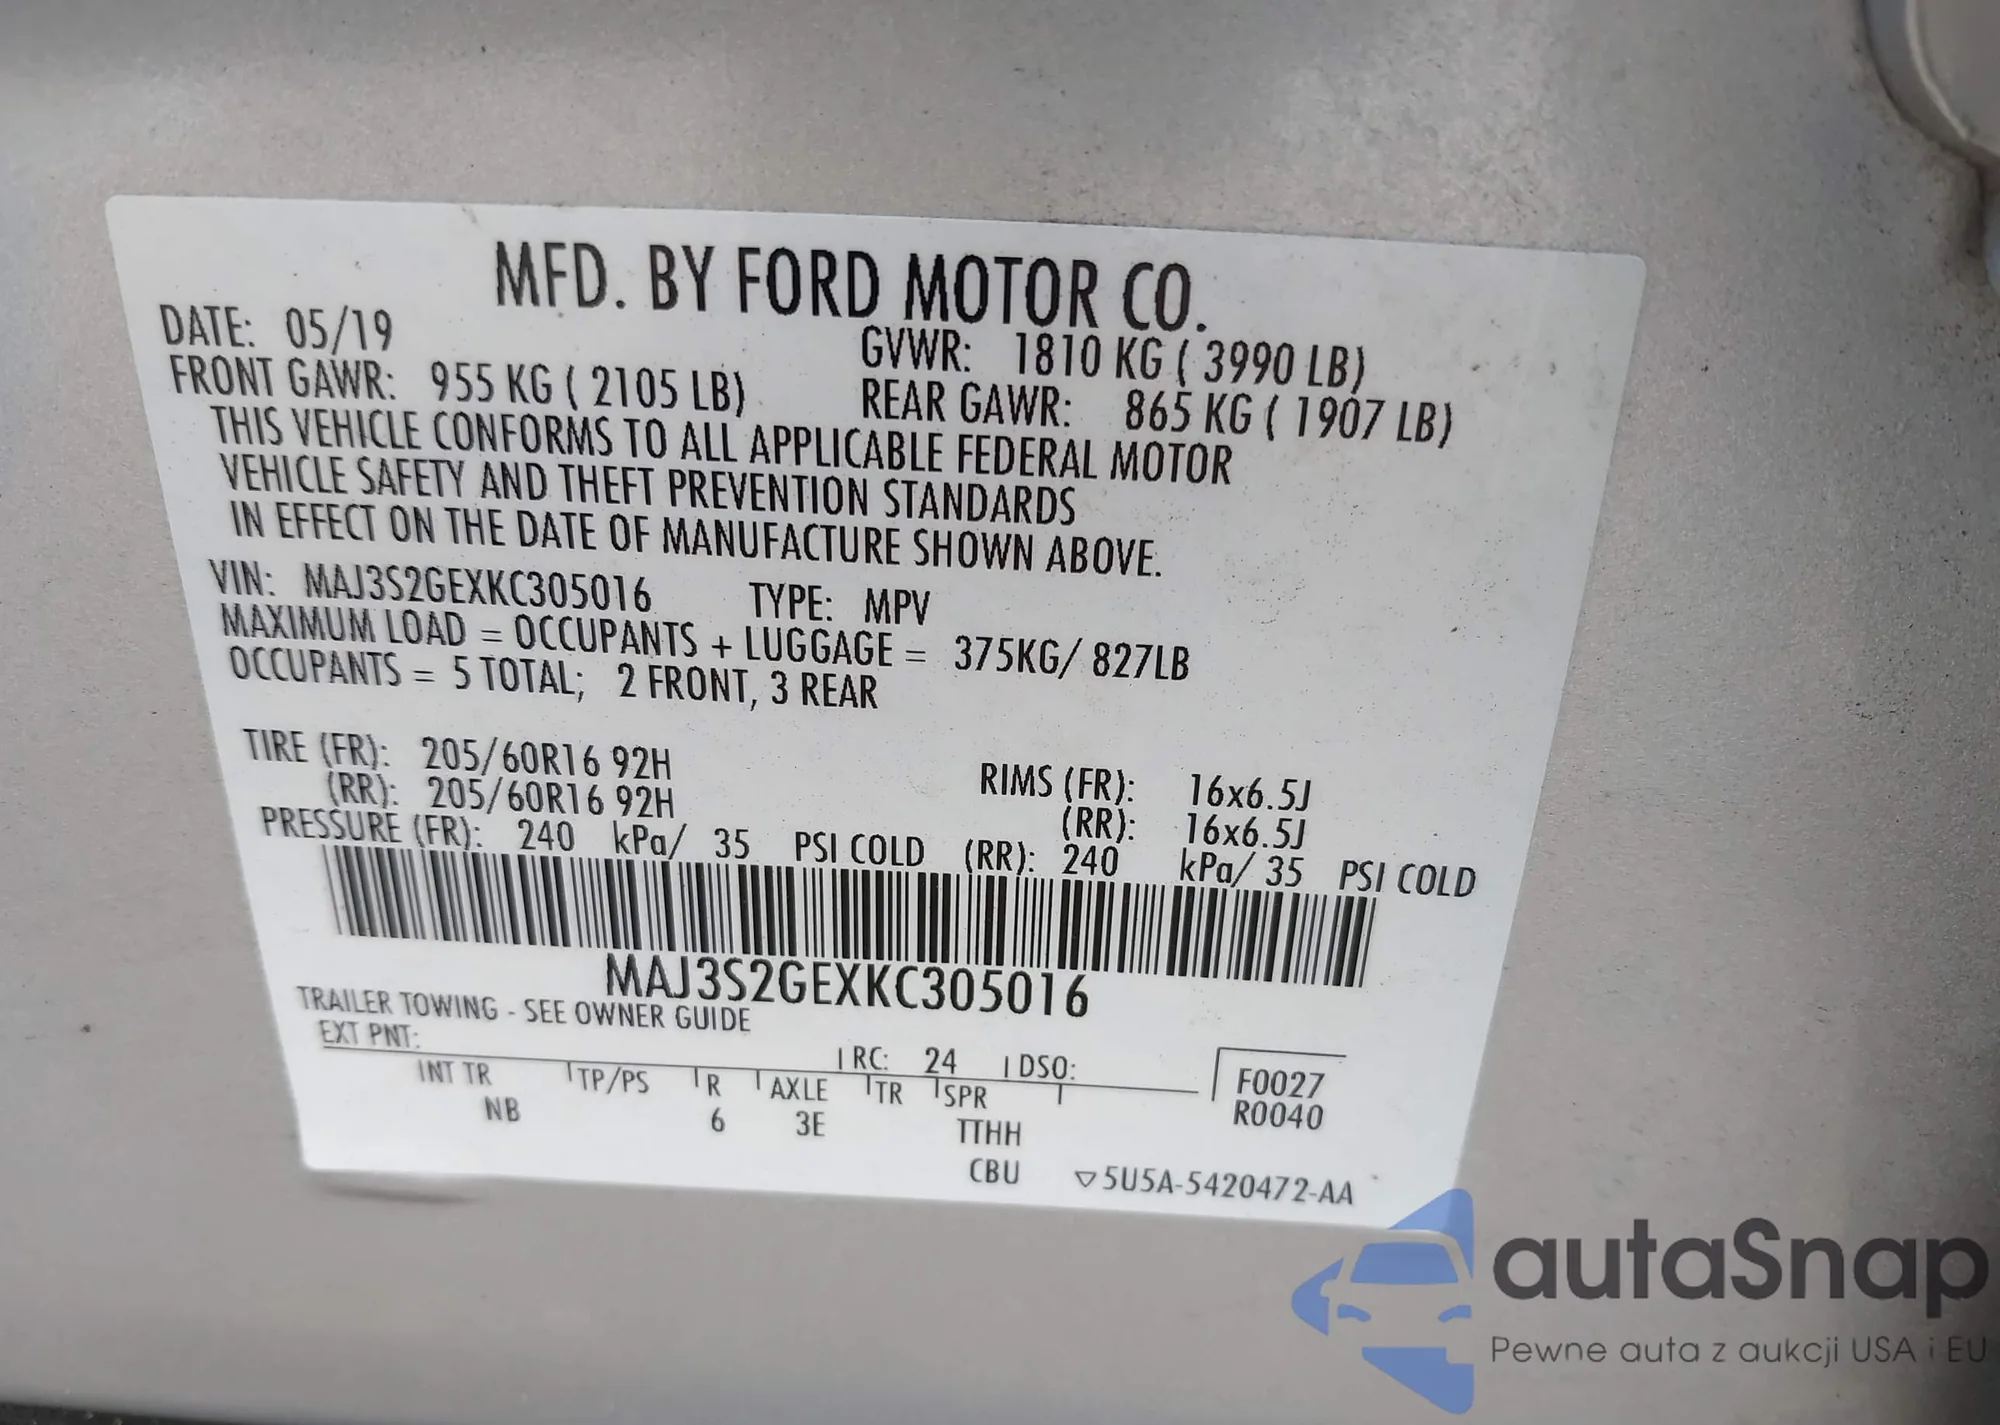 MFD. BY FORD MOTOR CO.
DATE: 05/19 GVWR: 1810 KG ( 3990 LB)
FRONT GAWR: 955 KG ( 2105 LB) REAR GAWR: 865 KG ( 1907 LB)
THIS VEHICLE CONFORMS TO ALL APPLICABLE FEDERAL MOTOR
VEHICLE SAFETY AND THEFT PREVENTION STANDARDS
IN EFFECT ON THE DATE OF MANUFACTURE SHOWN ABOVE.
VIN: MAJ3S2GEXKC305016 TYPE: MPV
MAXIMUM LOAD = OCCUPANTS + LUGGAGE = 375KG/ 827LB
OCCUPANTS = 5 TOTAL; 2 FRONT, 3 REAR
TIRE (FR): 205/60R16 92H RIMS (FR): 16x6.5J
(RR): 205/60R16 92H (RR): 16x6.5J
PRESSURE (FR): 240 kPa/ 35 PSI COLD (RR): 240 kPa/ 35 PSI COLD
MAJ3S2GEXKC305016
TRAILER TOWING - SEE OWNER GUIDE
EXT PNT: RC: 24 DSO:
INT TR TP/PS R AXLE TR SPR F0027
NB 6 3E TTHH R0040
CBU ▽5U5A-5420472-AA
autaSnap
Pewne auta z aukcji USA i EU